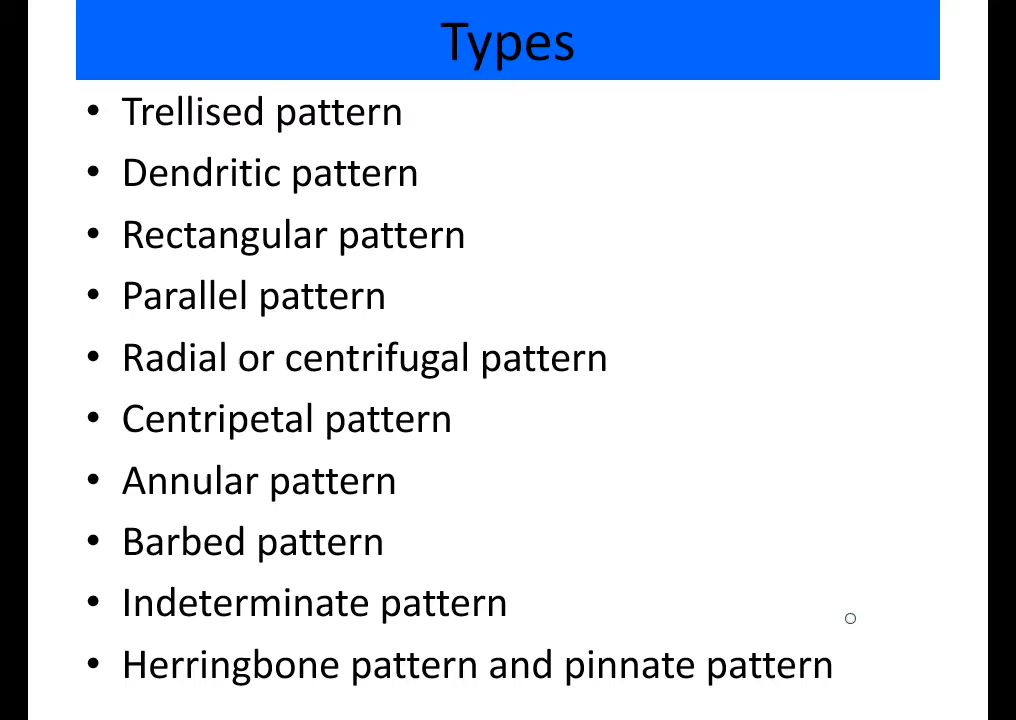 Types
• Trellised pattern
• Dendritic pattern
• Rectangular pattern
• Parallel pattern
• Radial or centrifugal pattern
• Centripetal pattern
• Annular pattern
• Barbed pattern
• Indeterminate pattern
• Herringbone pattern and pinnate pattern